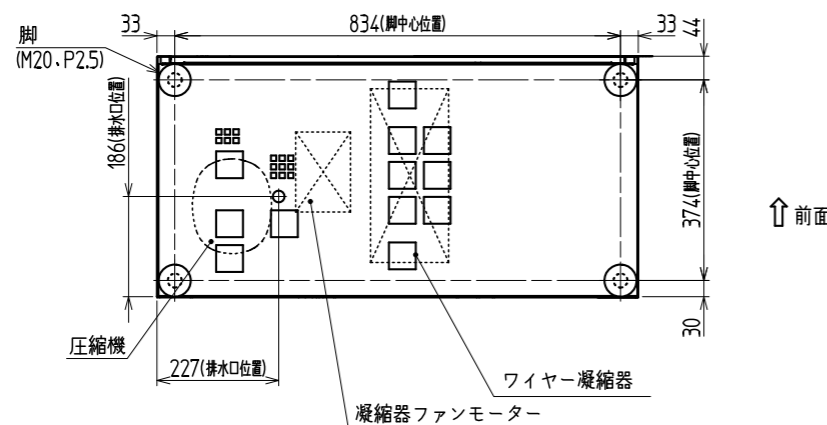 33
834(脚中心位置)
33
44
脚
(M20、P2.5)
186(排水口位置)
374(脚中心位置)
⇧ 前面
30
圧縮機
227(排水口位置)
ワイヤー凝縮器
凝縮器ファンモーター